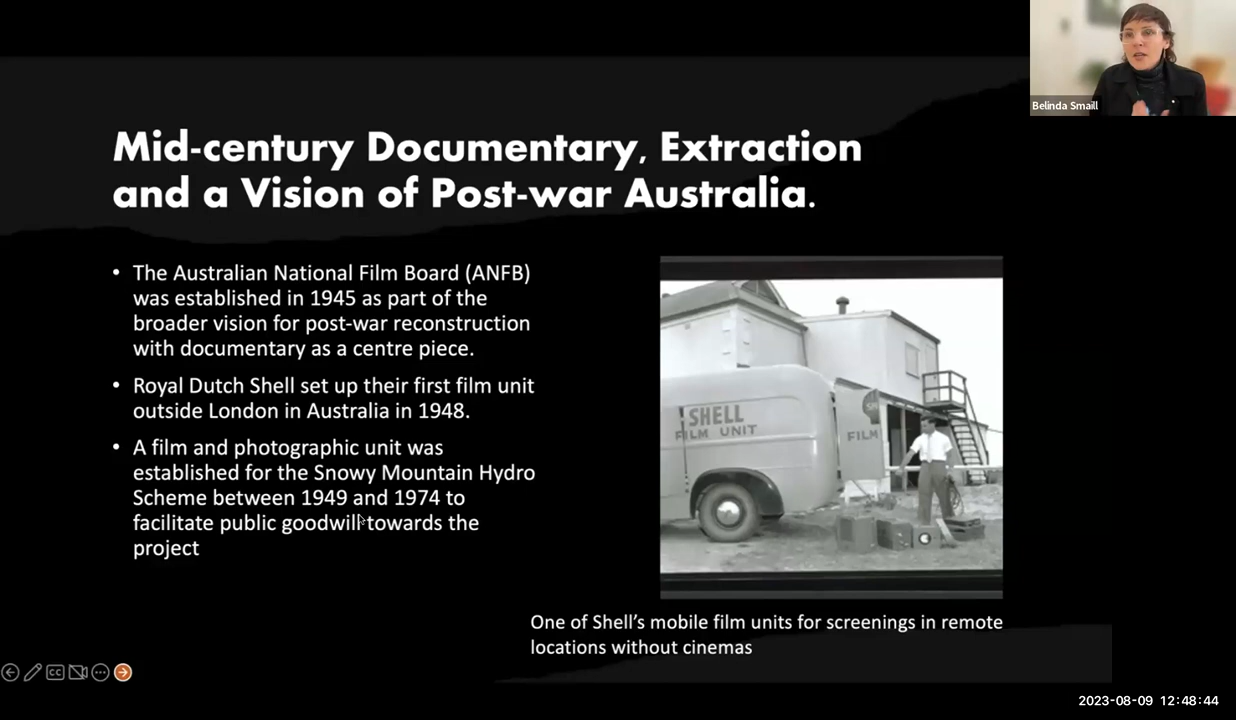 Belinda Smaill
Mid-century Documentary, Extraction
and a Vision of Post-war Australia.
• The Australian National Film Board (ANFB)
was established in 1945 as part of the
broader vision for post-war reconstruction
with documentary as a centre piece.
• Royal Dutch Shell set up their first film unit
outside London in Australia in 1948.
• A film and photographic unit was
established for the Snowy Mountain Hydro
Scheme between 1949 and 1974 to
facilitate public goodwill towards the
project
SHELL
FILM UNIT
FILM
One of Shell's mobile film units for screenings in remote
locations without cinemas
CC
2023-08-09 12:48:44